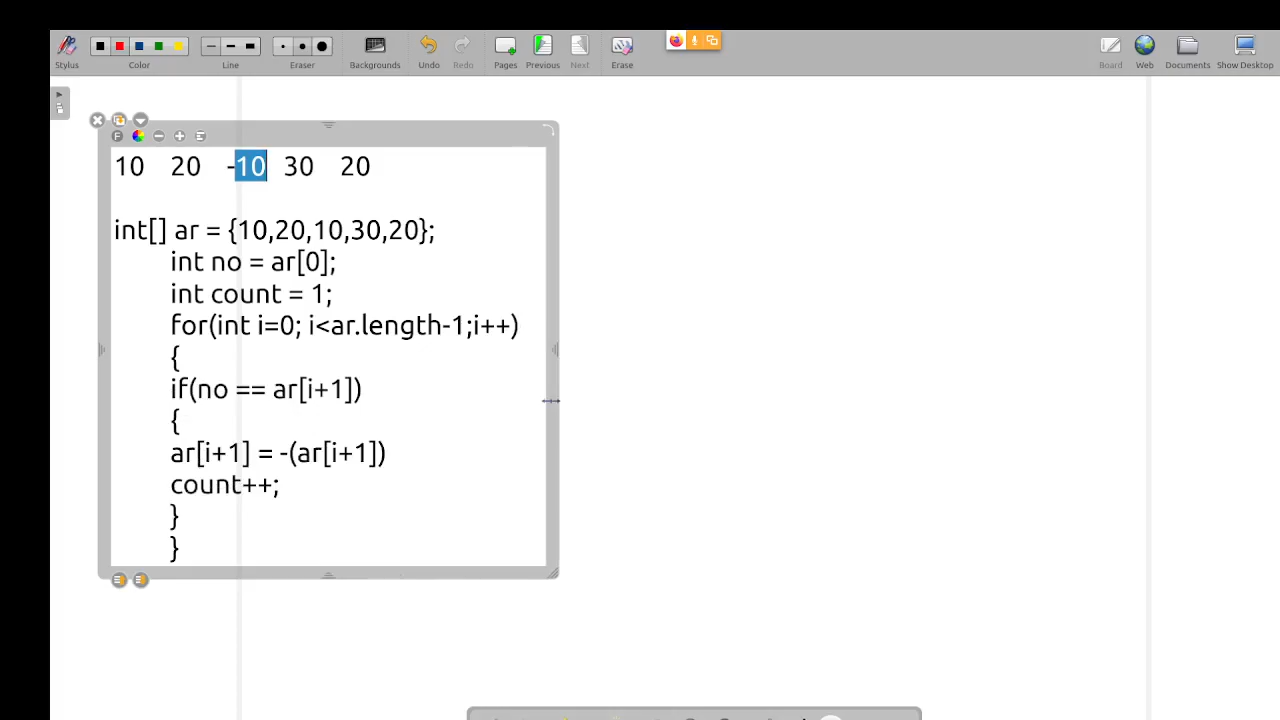 Stylus Color Line Eraser Backgrounds Undo Redo Pages Previous Next Erase Board Web Documents Show Desktop
10 20 -10 30 20
int[] ar = {10,20,10,30,20};
int no = ar[0];
int count = 1;
for(int i=0; i<ar.length-1;i++)
{
if(no == ar[i+1])
{
ar[i+1] = -(ar[i+1])
count++;
}
}